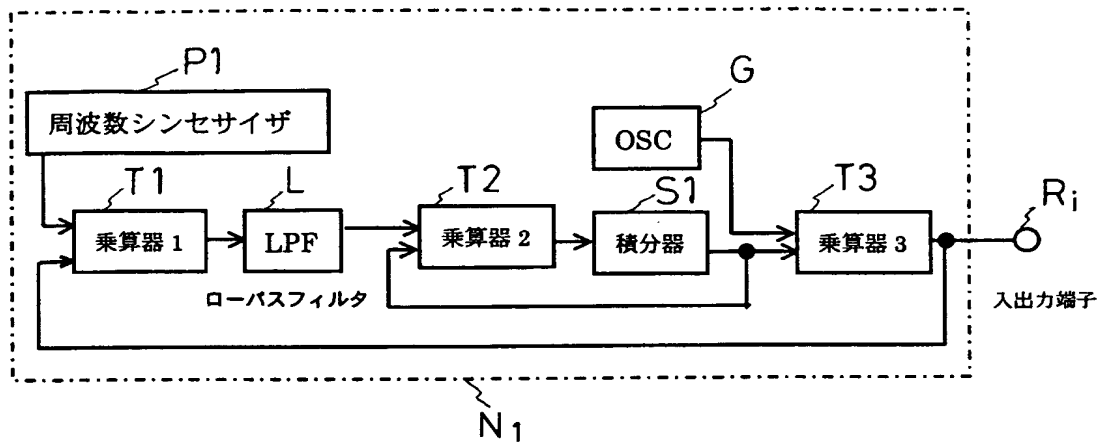 P1
周波数シンセサイザ
G
OSC
T1
L
T2
S1
T3
Ri
乗算器 1
LPF
乗算器 2
積分器
乗算器 3
ローパスフィルタ
入出力端子
N1